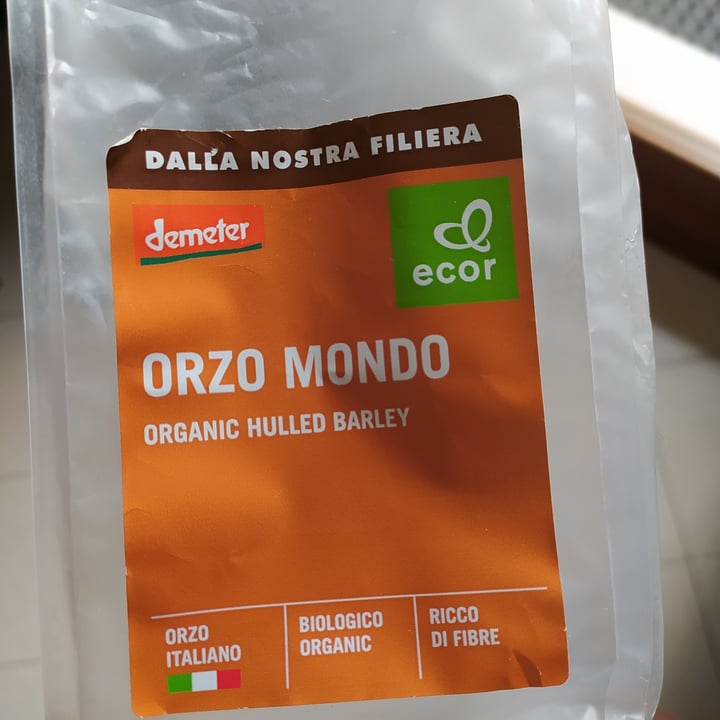 DALLA NOSTRA FILIERA
demeter
ecor
ORZO MONDO
ORGANIC HULLED BARLEY
ORZO
ITALIANO
BIOLOGICO
ORGANIC
RICCO
DI FIBRE